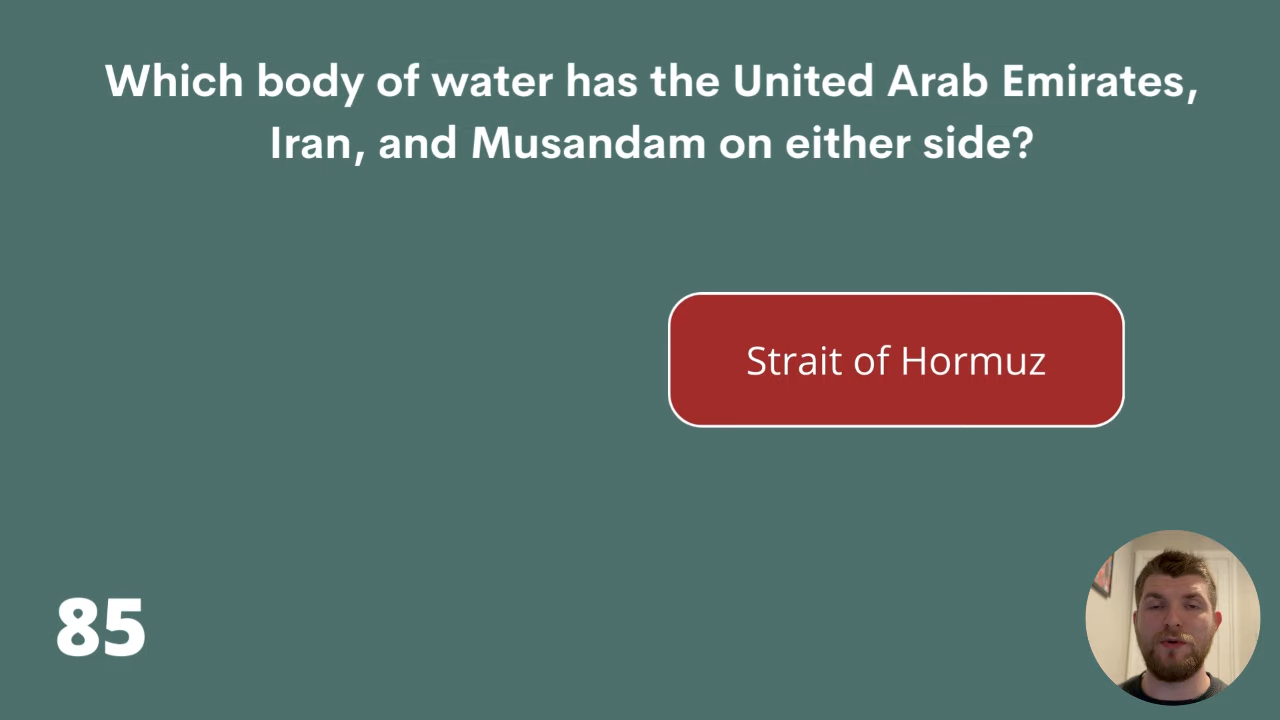 Which body of water has the United Arab Emirates,
Iran, and Musandam on either side?
Strait of Hormuz
85